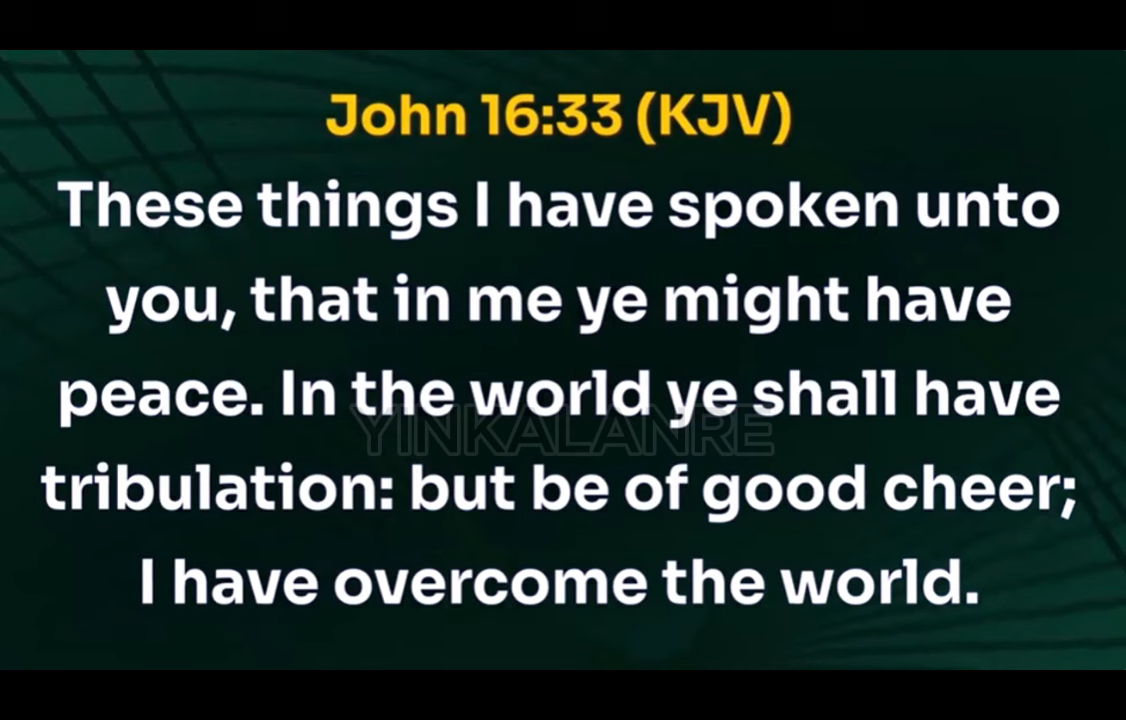 John 16:33 (KJV)
These things I have spoken unto
you, that in me ye might have
peace. In the world ye shall have
YINKALANRE
tribulation: but be of good cheer;
I have overcome the world.